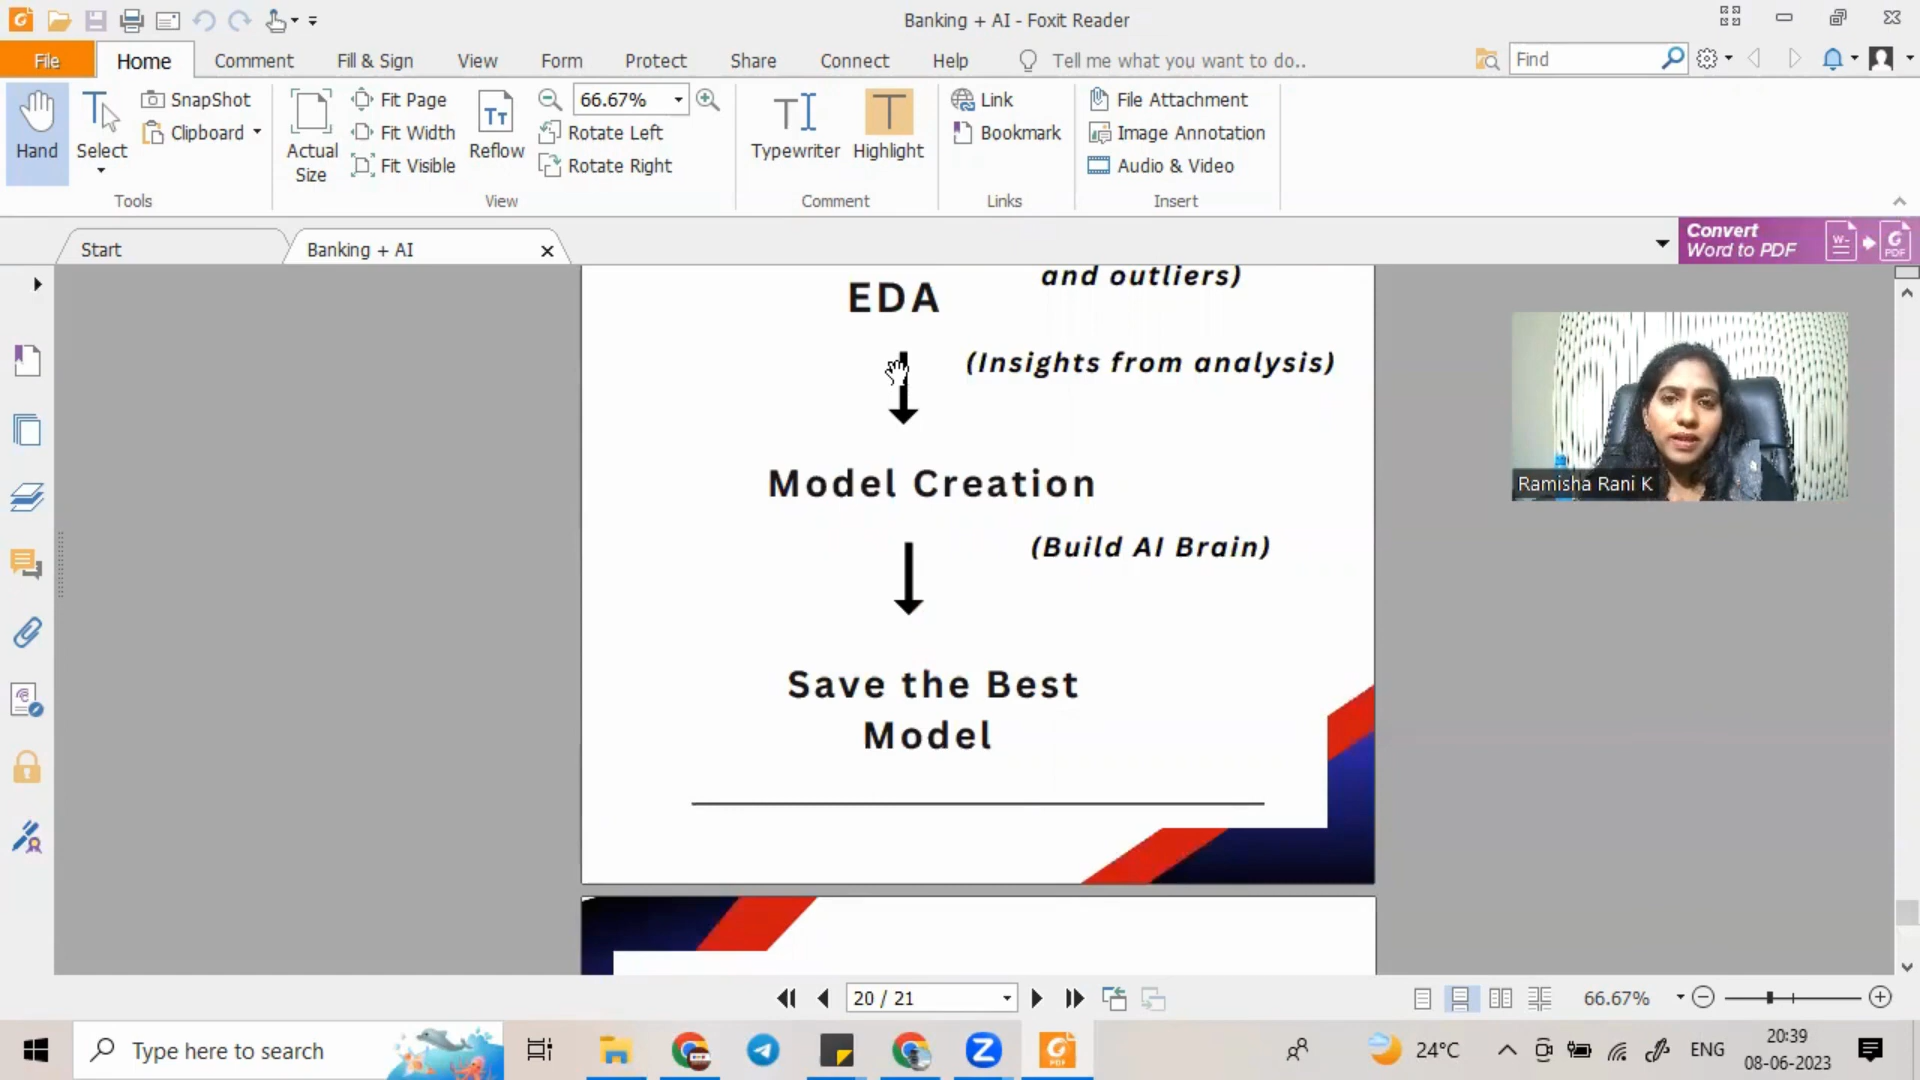 Banking + AI - Foxit Reader
File
Home
Comment
Fill & Sign
View
Form
Protect
Share
Connect
Help
Tell me what you want to do..
Find
Hand
Select
SnapShot
Clipboard
Tools
Actual
Size
Fit Page
Fit Width
Fit Visible
Reflow
66.67%
Rotate Left
Rotate Right
View
Typewriter
Highlight
Comment
Link
Bookmark
Links
File Attachment
Image Annotation
Audio & Video
Insert
Start
Banking + AI
Convert
Word to PDF
and outliers)
EDA
(Insights from analysis)
Model Creation
(Build AI Brain)
Save the Best
Model
Ramisha Rani K
20 / 21
66.67%
Type here to search
24°C
ENG
20:39
08-06-2023